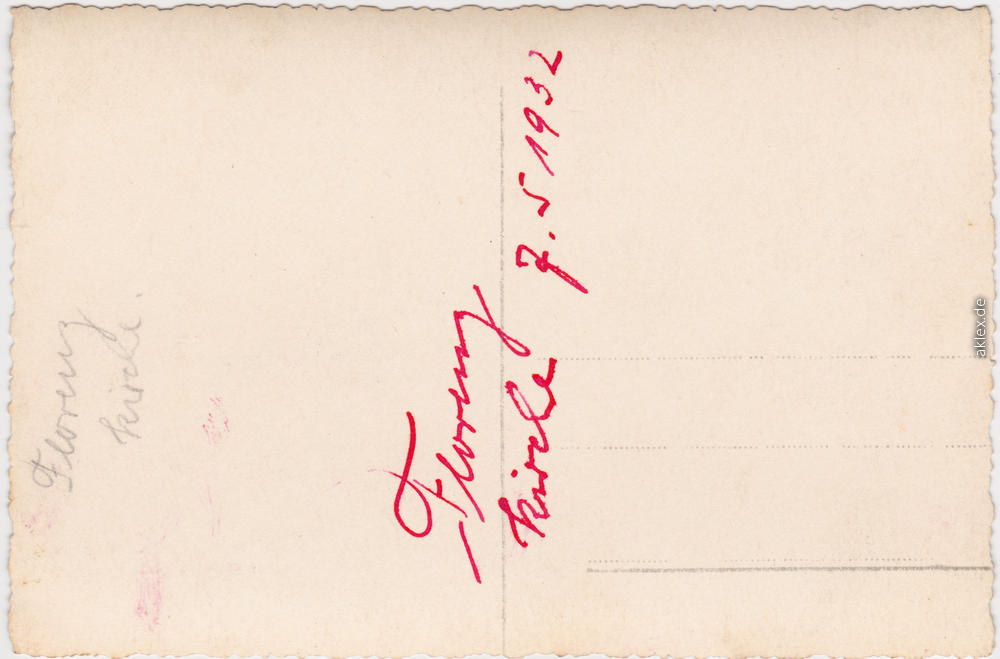 Florenz
Kirche.
Florenz
Kirche 7.5 1932
aklex.de